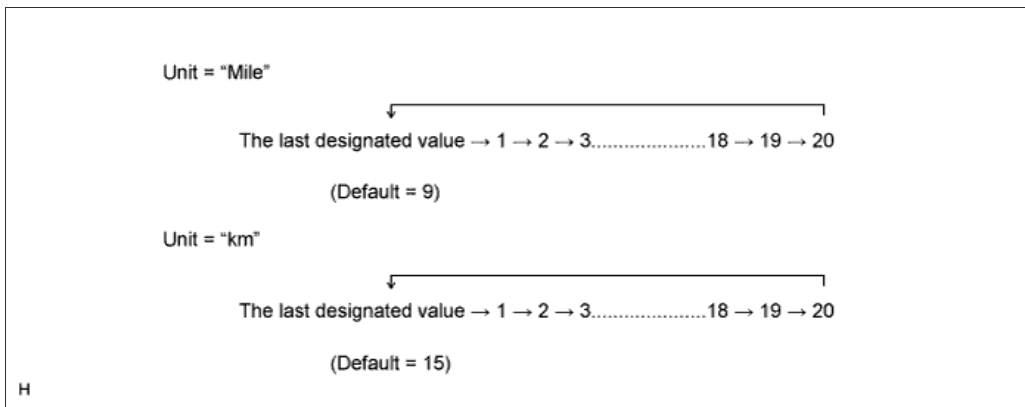 Unit = “Mile”
The last designated value → 1 → 2 → 3.....................18 → 19 → 20
(Default = 9)
Unit = “km”
The last designated value → 1 → 2 → 3.....................18 → 19 → 20
(Default = 15)
H